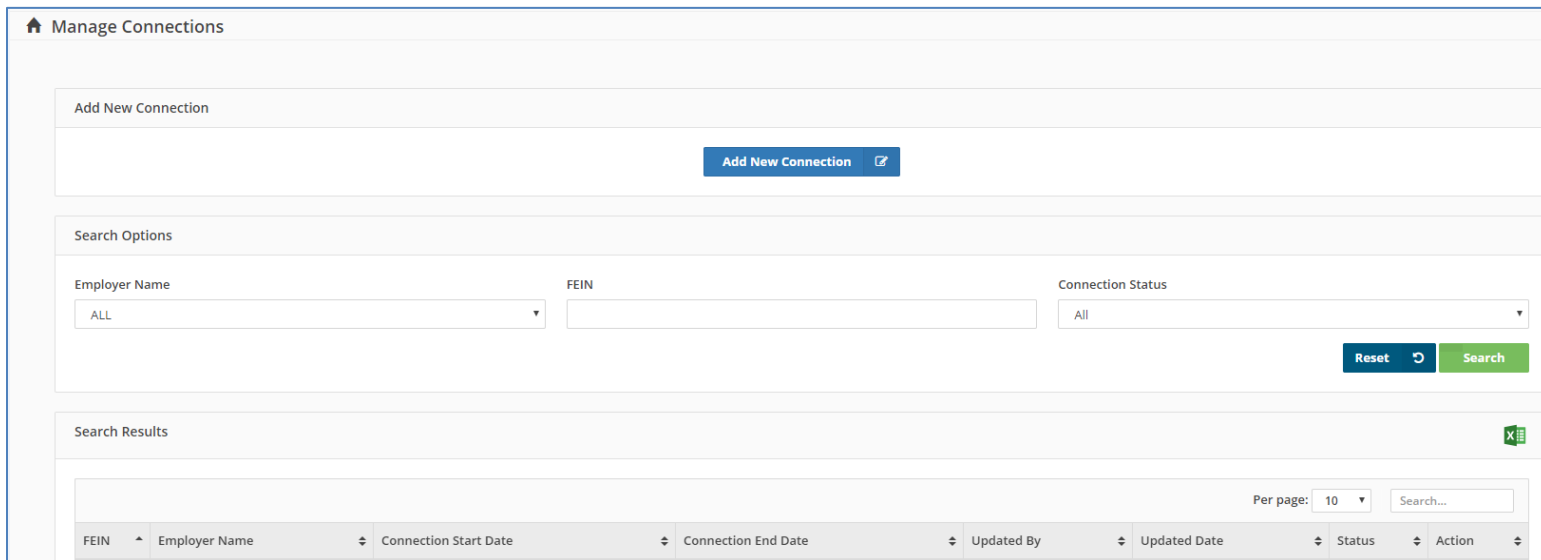 Manage Connections
Add New Connection
Add New Connection
Search Options
Employer Name FEIN Connection Status
ALL All
Reset Search
Search Results
Per page: 10 Search...
FEIN Employer Name Connection Start Date Connection End Date Updated By Updated Date Status Action